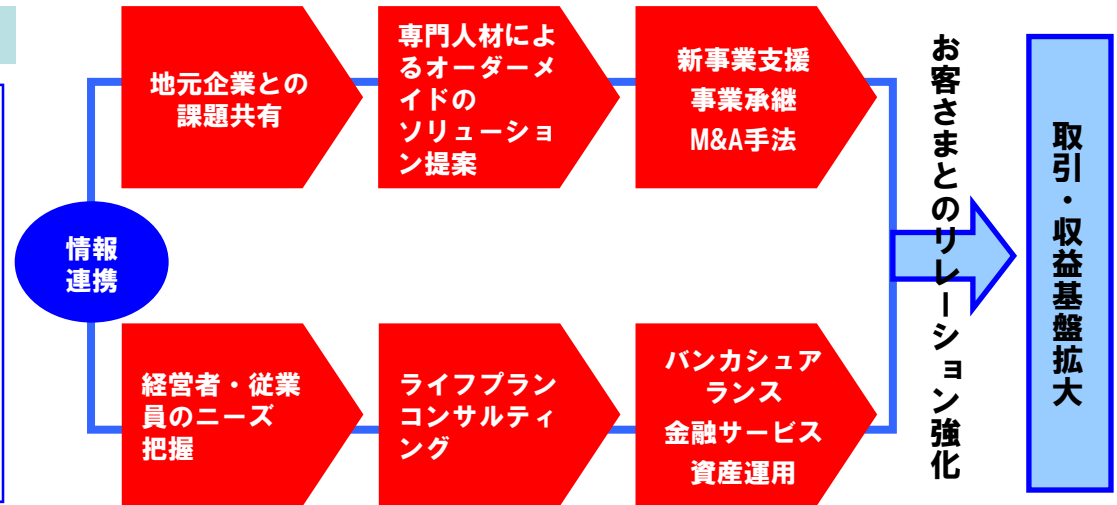 地元企業との
課題共有
専門人材によ
るオーダーメ
イドの
ソリューショ
ン提案
新事業支援
事業承継
M&A手法
情報
連携
経営者・従業
員のニーズ
把握
ライフプラン
コンサルティ
ング
バンカシュア
ランス
金融サービス
資産運用
お客さまとのリレーション強化
取引・収益基盤拡大